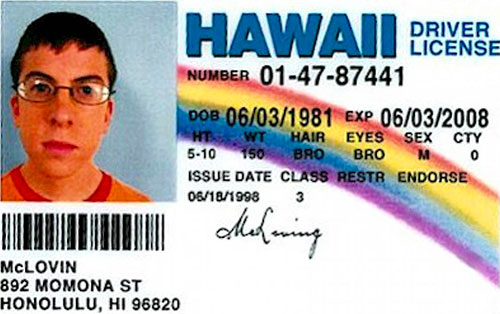 HAWAII DRIVER LICENSE
NUMBER 01-47-87441
DOB 06/03/1981 EXP 06/03/2008
HT WT HAIR EYES SEX CTY
5-10 150 BRO BRO M 0
ISSUE DATE CLASS RESTR ENDORSE
06/18/1998 3
McLoving
McLOVIN
892 MOMONA ST
HONOLULU, HI 96820